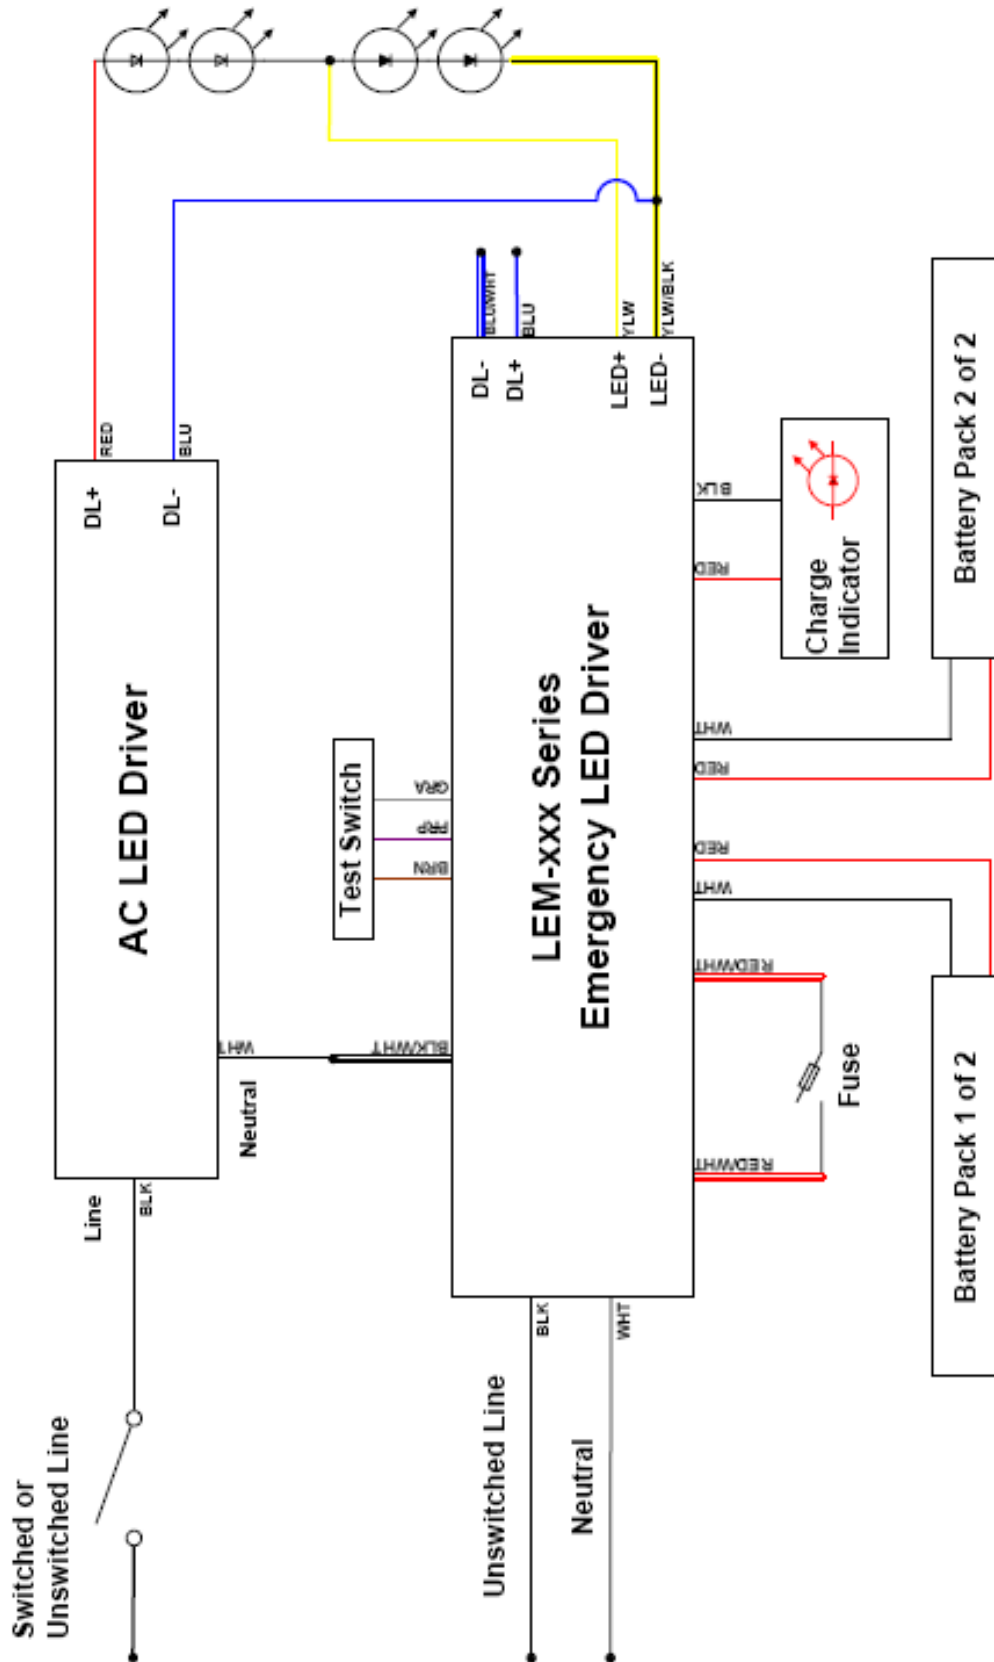 Switched or
Unswitched Line
Line
BLK
AC LED Driver
DL+
DL-
RED
BLU
WHT
Neutral
BLK/WHT
Test Switch
BRN
PRP
GRA
Unswitched Line
BLK
Neutral
WHT
LEM-xxx Series
Emergency LED Driver
DL-
DL+
LED+
LED-
BLU/WHT
BLU
YLW
YLW/BLK
RED/WHT
RED/WHT
Fuse
WHT
RED
RED
WHT
RED
BLK
Charge
Indicator
Battery Pack 1 of 2
Battery Pack 2 of 2